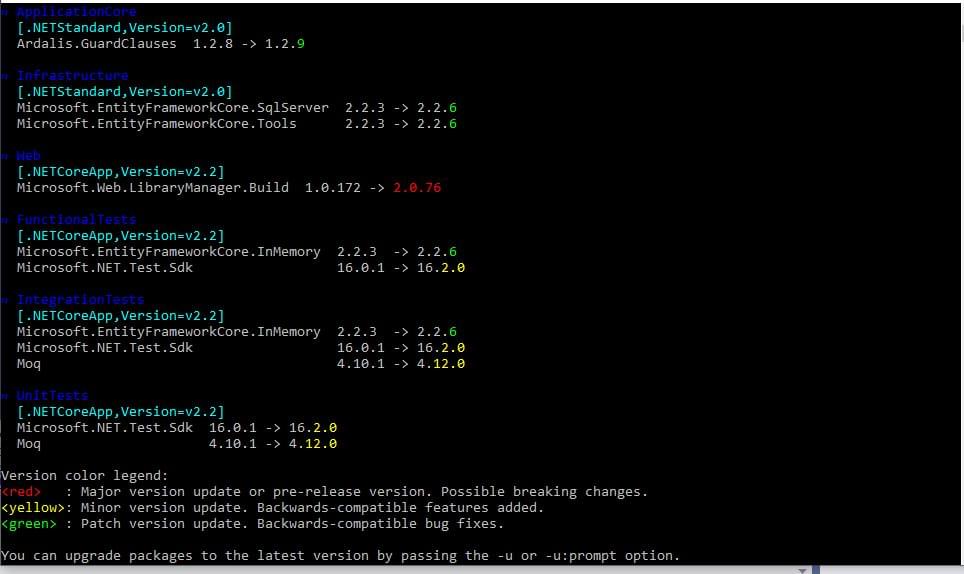 » ApplicationCore
[.NETStandard,Version=v2.0]
Ardalis.GuardClauses  1.2.8 -> 1.2.9
» Infrastructure
[.NETStandard,Version=v2.0]
Microsoft.EntityFrameworkCore.SqlServer  2.2.3 -> 2.2.6
Microsoft.EntityFrameworkCore.Tools      2.2.3 -> 2.2.6
» Web
[.NETCoreApp,Version=v2.2]
Microsoft.Web.LibraryManager.Build  1.0.172 -> 2.0.76
» FunctionalTests
[.NETCoreApp,Version=v2.2]
Microsoft.EntityFrameworkCore.InMemory  2.2.3  -> 2.2.6
Microsoft.NET.Test.Sdk                  16.0.1 -> 16.2.0
» IntegrationTests
[.NETCoreApp,Version=v2.2]
Microsoft.EntityFrameworkCore.InMemory  2.2.3  -> 2.2.6
Microsoft.NET.Test.Sdk                  16.0.1 -> 16.2.0
Moq                                     4.10.1 -> 4.12.0
» UnitTests
[.NETCoreApp,Version=v2.2]
Microsoft.NET.Test.Sdk  16.0.1 -> 16.2.0
Moq                     4.10.1 -> 4.12.0
Version color legend:
<red>   : Major version update or pre-release version. Possible breaking changes.
<yellow>: Minor version update. Backwards-compatible features added.
<green> : Patch version update. Backwards-compatible bug fixes.
You can upgrade packages to the latest version by passing the -u or -u:prompt option.